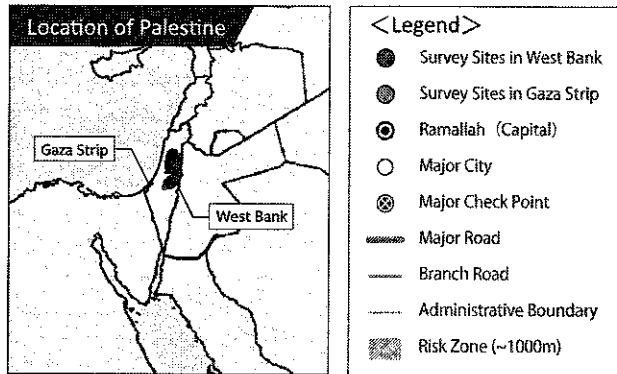 Location of Palestine
Gaza Strip
West Bank
＜Legend＞
Survey Sites in West Bank
Survey Sites in Gaza Strip
Ramallah （Capital）
Major City
Major Check Point
Major Road
Branch Road
Administrative Boundary
Risk Zone (~1000m)